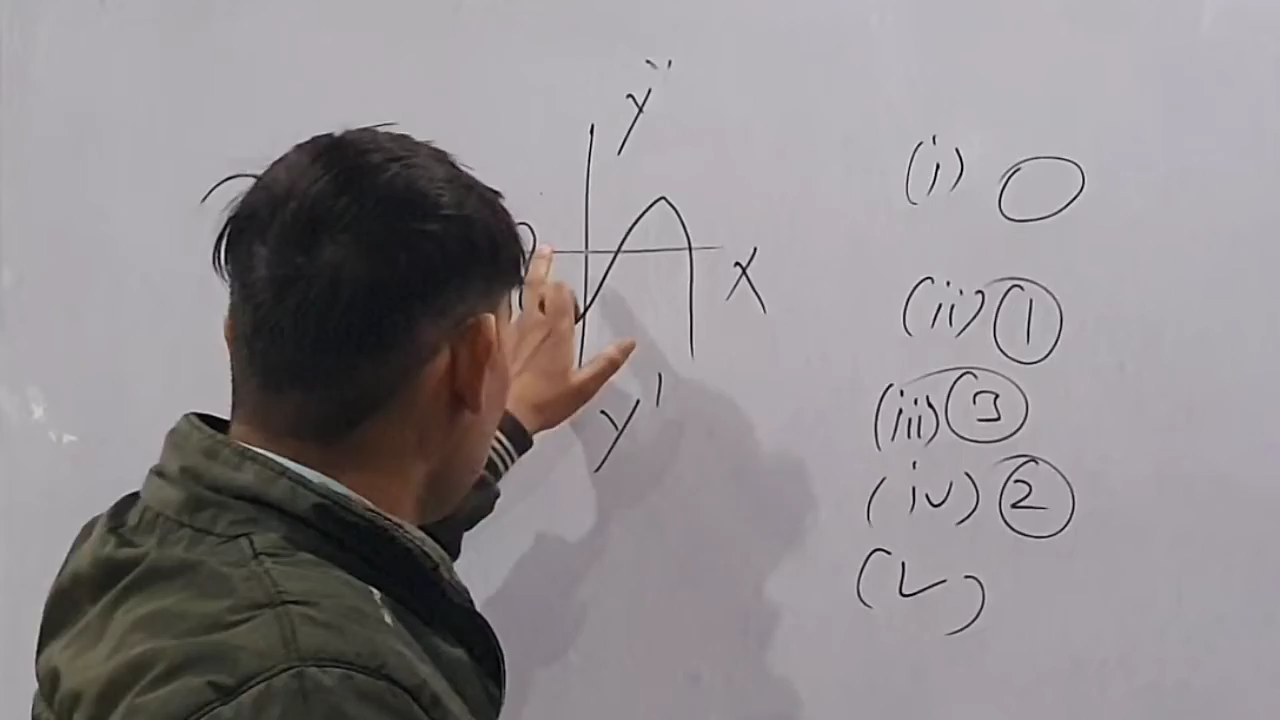 y
x
y'
(i) 0
(ii) 1
(iii) 3
(iv) 2
(v)